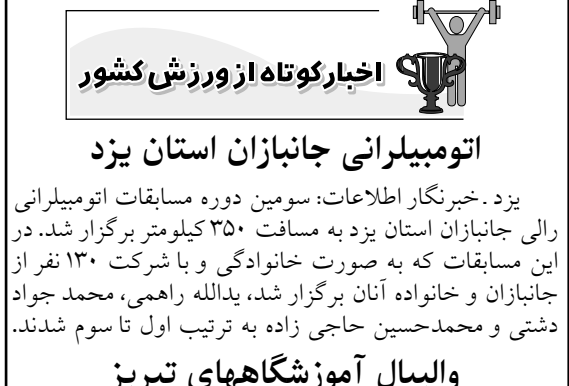 اخبار کوتاه از ورزش کشور
اتومبیلرانی جانبازان استان یزد
یزد ـ خبرنگار اطلاعات: سومین دوره مسابقات اتومبیلرانی
رالی جانبازان استان یزد به مسافت ۳۵۰ کیلومتر برگزار شد. در
این مسابقات که به صورت خانوادگی و با شرکت ۱۳۰ نفر از
جانبازان و خانواده آنان برگزار شد، یدالله راهمی، محمد جواد
دشتی و محمدحسین حاجی زاده به ترتیب اول تا سوم شدند.
والیبال آموزشگاههای تبریز